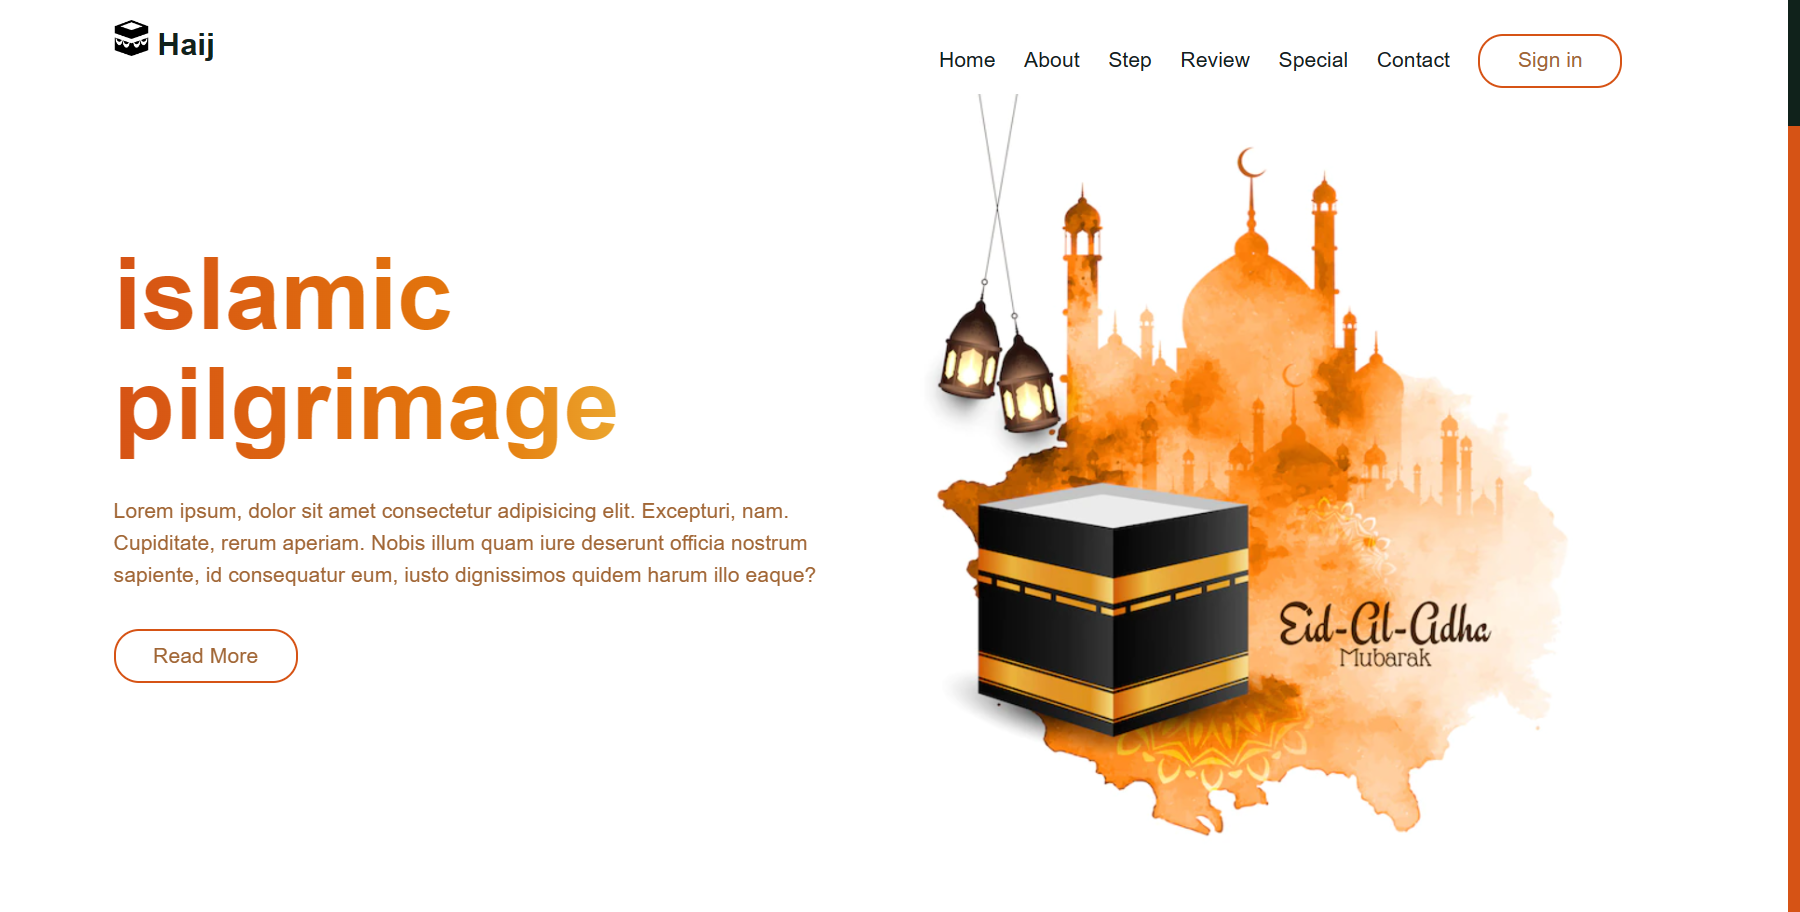 Haij
Home About Step Review Special Contact Sign in
islamic
pilgrimage
Lorem ipsum, dolor sit amet consectetur adipisicing elit. Excepturi, nam.
Cupiditate, rerum aperiam. Nobis illum quam iure deserunt officia nostrum
sapiente, id consequatur eum, iusto dignissimos quidem harum illo eaque?
Read More
Eid-Al-Adha
Mubarak